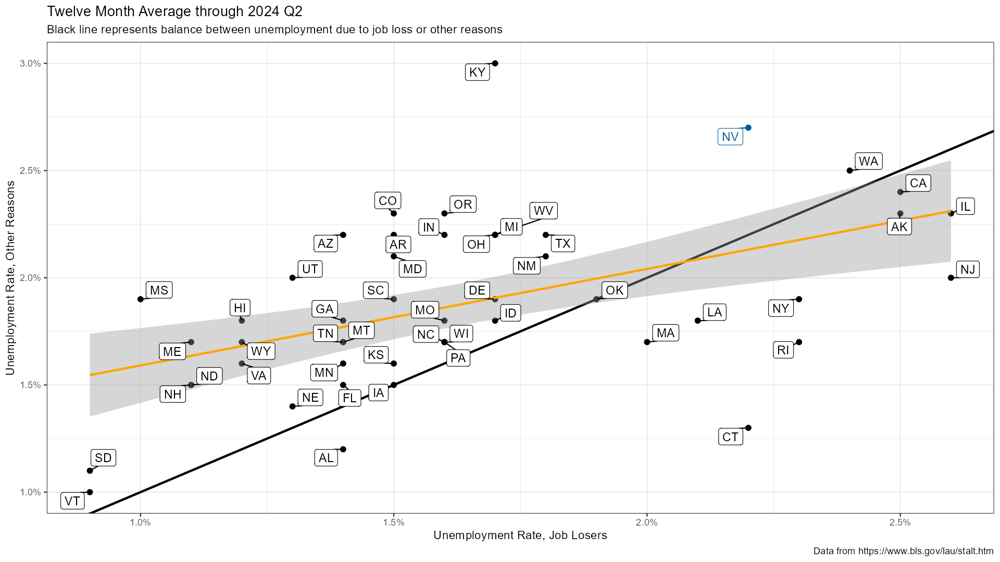 Twelve Month Average through 2024 Q2
Black line represents balance between unemployment due to job loss or other reasons
Unemployment Rate, Other Reasons
3.0%
2.5%
2.0%
1.5%
1.0%
KY
NV
WA
CA
IL
AK
CO
OR
WV
IN
MI
AZ
AR
OH
TX
UT
MD
NM
NJ
MS
SC
DE
OK
HI
GA
MO
ID
LA
NY
TN
MT
NC
WI
MA
ME
WY
KS
PA
RI
ND
VA
MN
NH
NE
FL
IA
CT
SD
AL
VT
1.0%
1.5%
2.0%
2.5%
Unemployment Rate, Job Losers
Data from https://www.bls.gov/lau/stalt.htm